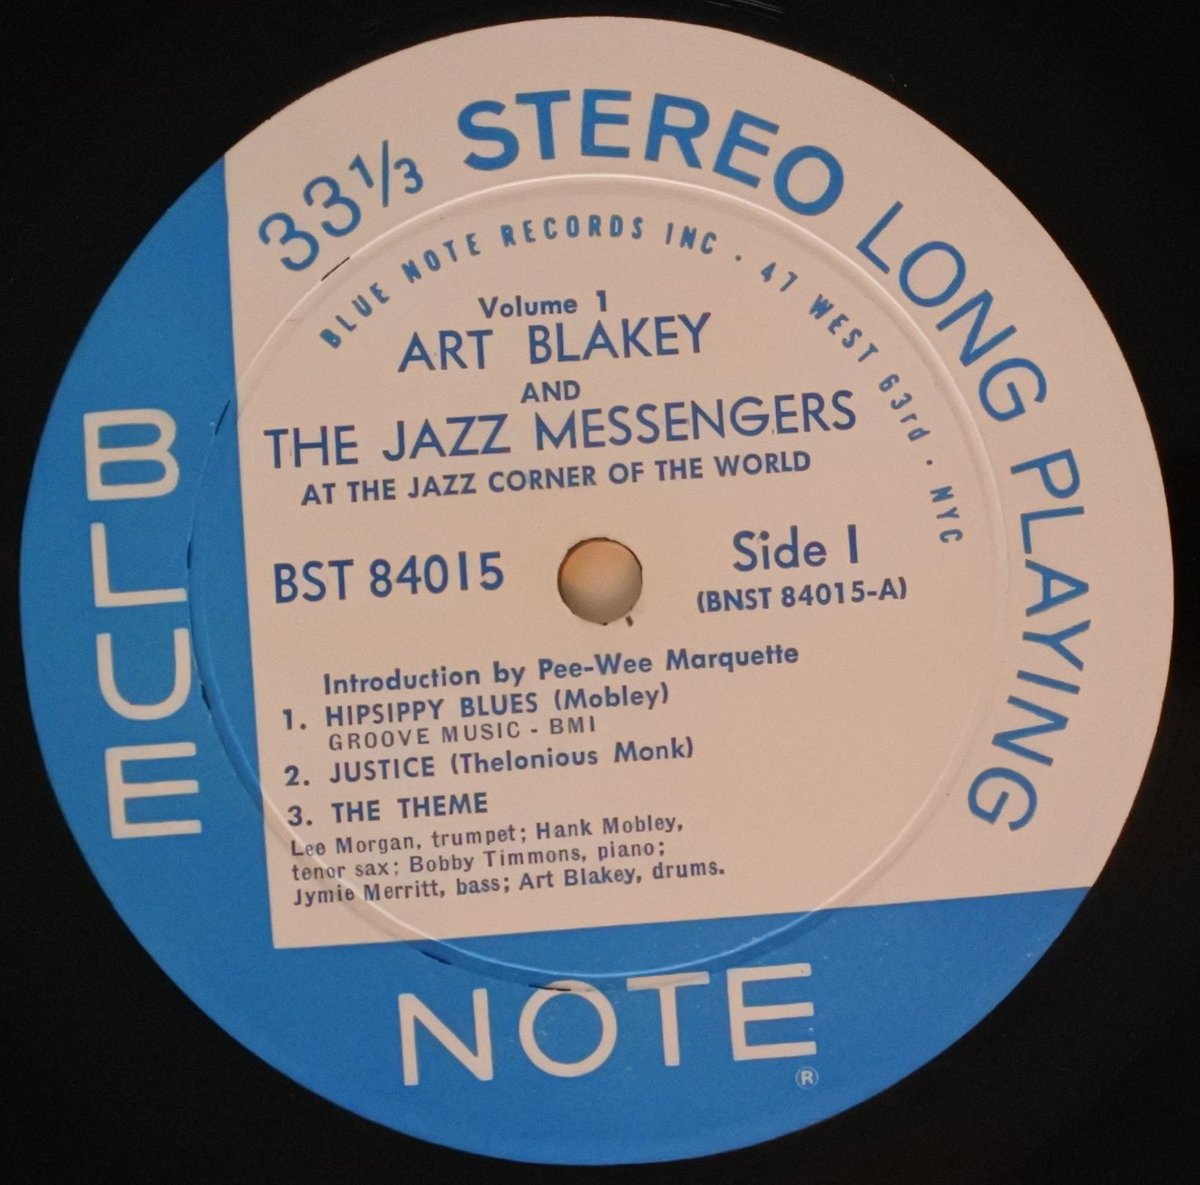 33 1/3 STEREO LONG PLAYING
BLUE NOTE RECORDS INC . 47 WEST 63rd . NYC
Volume 1
ART BLAKEY
AND
THE JAZZ MESSENGERS
AT THE JAZZ CORNER OF THE WORLD
BST 84015
Side 1
(BNST 84015-A)
Introduction by Pee-Wee Marquette
1. HIPSIPPY BLUES (Mobley)
GROOVE MUSIC - BMI
2. JUSTICE (Thelonious Monk)
3. THE THEME
Lee Morgan, trumpet; Hank Mobley,
tenor sax; Bobby Timmons, piano;
Jymie Merritt, bass; Art Blakey, drums.
BLUE
NOTE
®